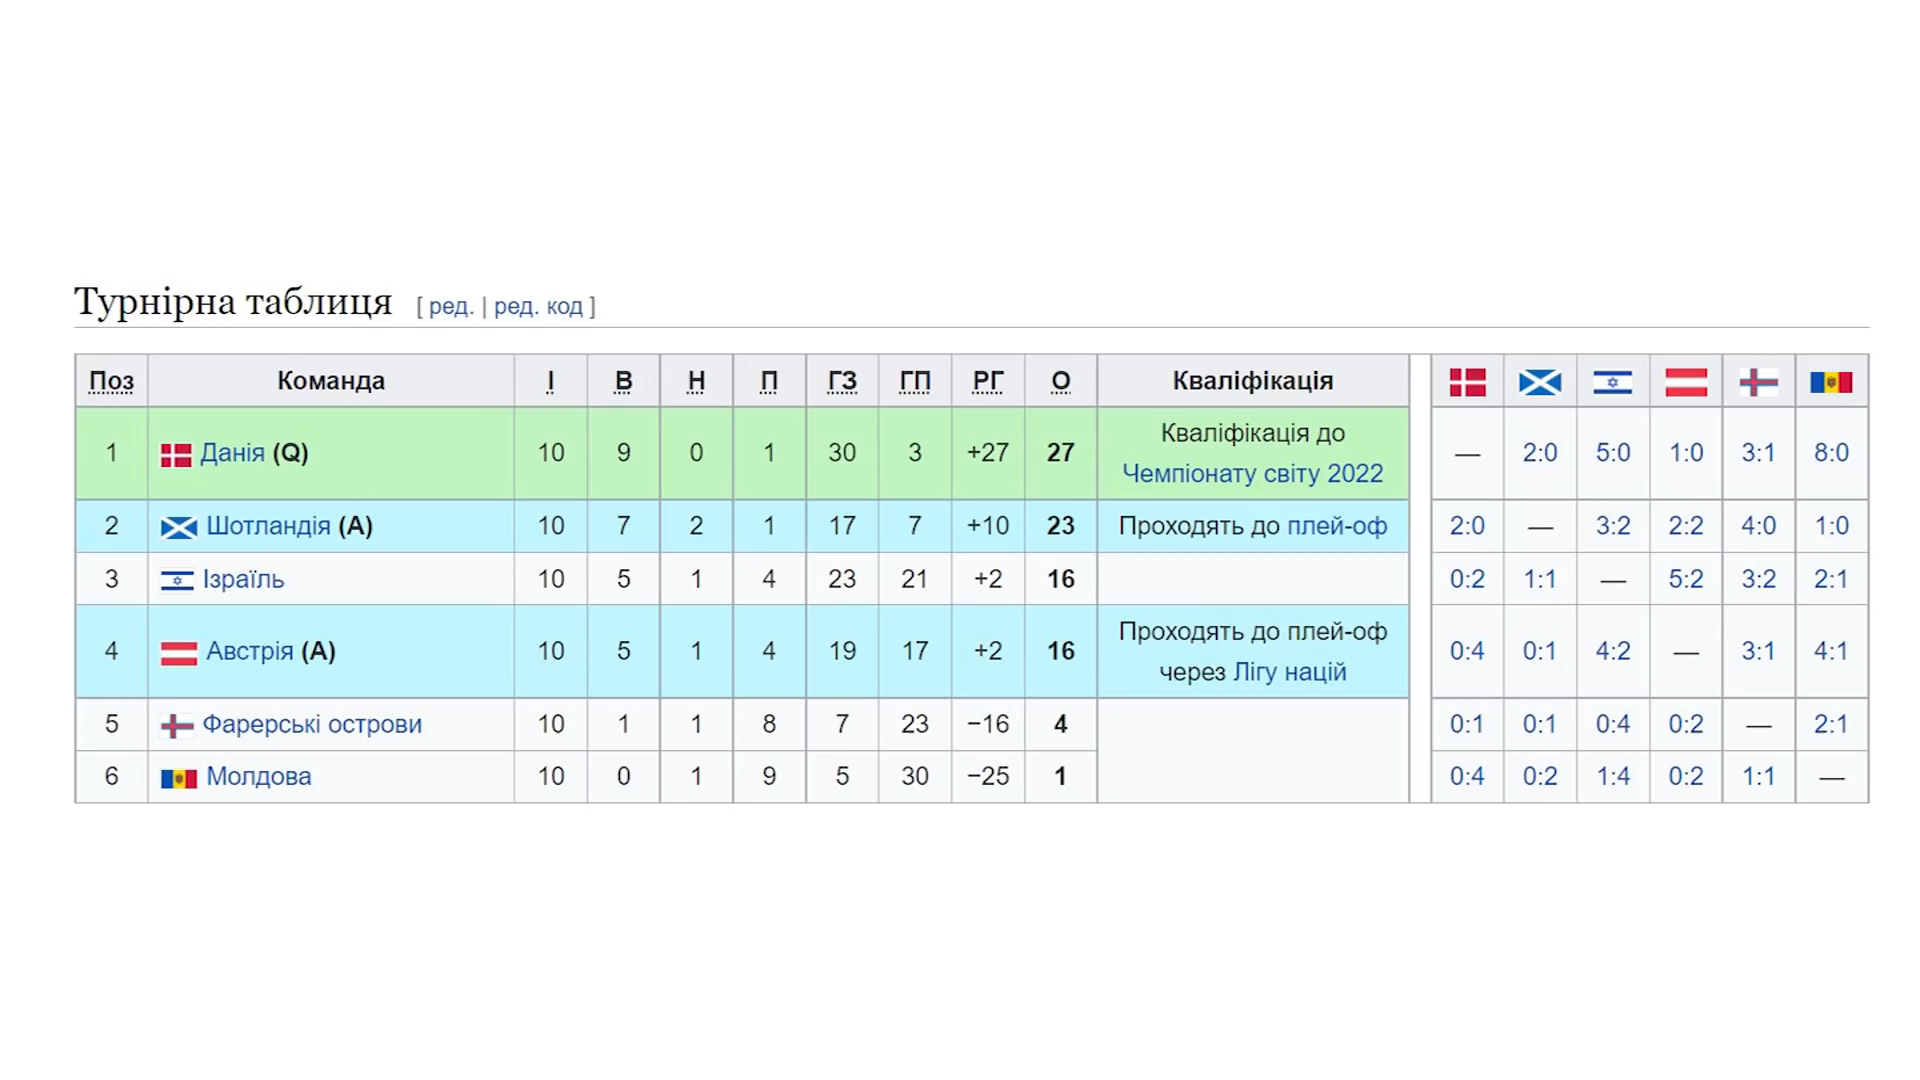 Турнірна таблиця [ ред. | ред. код ]
Поз Команда І В Н П ГЗ ГП РГ О Кваліфікація
1 Данія (Q) 10 9 0 1 30 3 +27 27 Кваліфікація до
Чемпіонату світу 2022
— 2:0 5:0 1:0 3:1 8:0
2 Шотландія (A) 10 7 2 1 17 7 +10 23 Проходять до плей-оф 2:0 — 3:2 2:2 4:0 1:0
3 Ізраїль 10 5 1 4 23 21 +2 16 0:2 1:1 — 5:2 3:2 2:1
4 Австрія (A) 10 5 1 4 19 17 +2 16 Проходять до плей-оф
через Лігу націй
0:4 0:1 4:2 — 3:1 4:1
5 Фарерські острови 10 1 1 8 7 23 −16 4 0:1 0:1 0:4 0:2 — 2:1
6 Молдова 10 0 1 9 5 30 −25 1 0:4 0:2 1:4 0:2 1:1 —